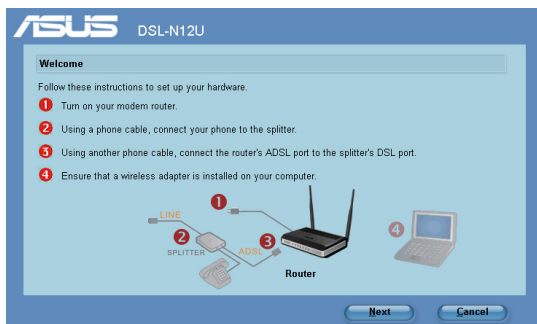 ASUS DSL-N12U
Welcome
Follow these instructions to set up your hardware.
1 Turn on your modem router.
2 Using a phone cable, connect your phone to the splitter.
3 Using another phone cable, connect the router's ADSL port to the splitter's DSL port.
4 Ensure that a wireless adapter is installed on your computer.
1
LINE
2
SPLITTER
ADSL
3
4
Router
Next
Cancel